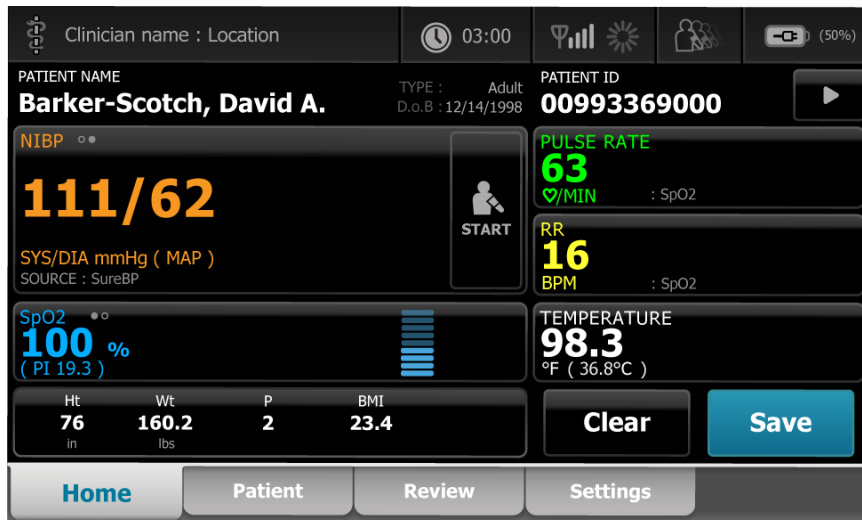 Clinician name : Location 03:00 (50%)
PATIENT NAME
Barker-Scotch, David A.
TYPE : Adult
D.o.B : 12/14/1998
PATIENT ID
00993369000
NIBP
111/62
SYS/DIA mmHg ( MAP )
SOURCE : SureBP
START
PULSE RATE
63
/MIN : SpO2
RR
16
BPM : SpO2
SpO2
100 %
( PI 19.3 )
TEMPERATURE
98.3
°F ( 36.8°C )
Ht Wt P BMI
76 160.2 2 23.4
in lbs
Clear Save
Home Patient Review Settings